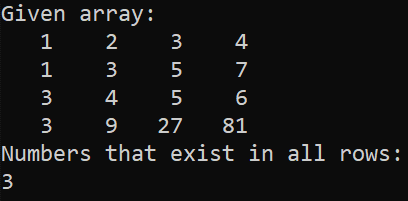 Given array:
1 2 3 4
1 3 5 7
3 4 5 6
3 9 27 81
Numbers that exist in all rows:
3